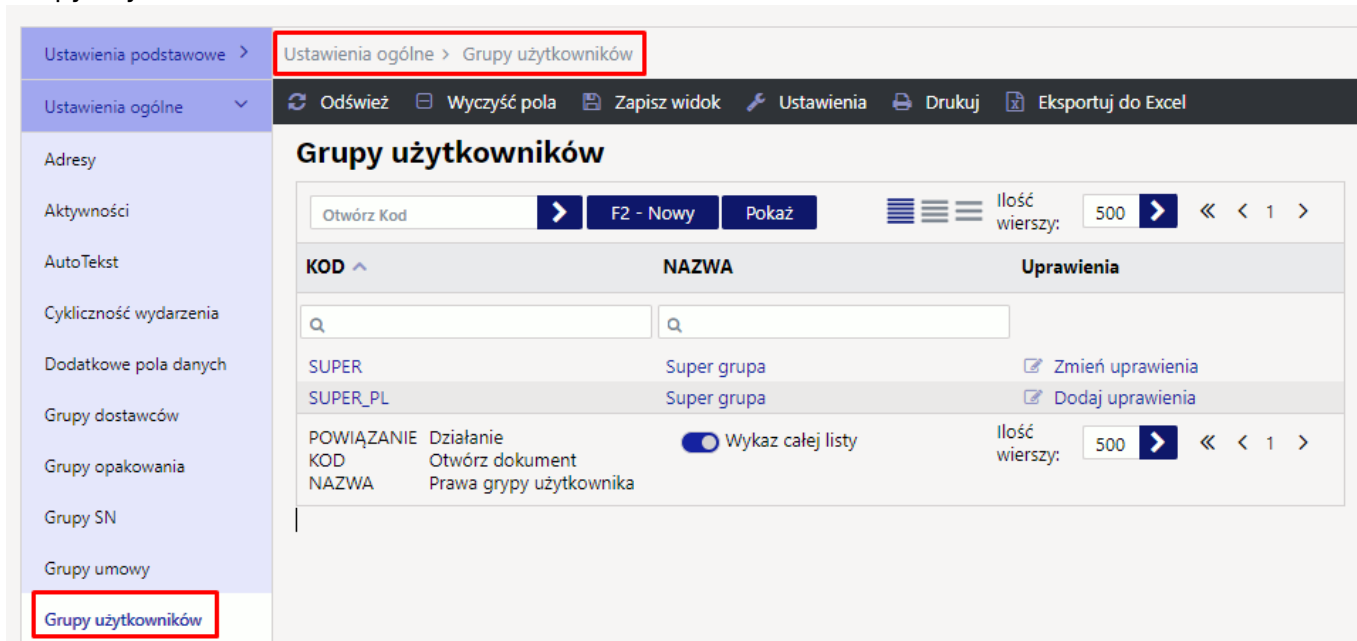 Ustawienia podstawowe >
Ustawienia ogólne
Adresy
Aktywności
AutoTekst
Cykliczność wydarzenia
Dodatkowe pola danych
Grupy dostawców
Grupy opakowania
Grupy SN
Grupy umowy
Grupy użytkowników
Ustawienia ogólne > Grupy użytkowników
Odśwież Wyczyść pola Zapisz widok Ustawienia Drukuj Eksportuj do Excel
Grupy użytkowników
Otwórz Kod > F2 - Nowy Pokaż Ilość wierszy: 500 > « < 1 >
KOD NAZWA Uprawienia
SUPER Super grupa Zmień uprawienia
SUPER_PL Super grupa Dodaj uprawienia
POWIĄZANIE Działanie
KOD Otwórz dokument
NAZWA Prawa grypy użytkownika
Wykaz całej listy
Ilość wierszy: 500 > « < 1 >